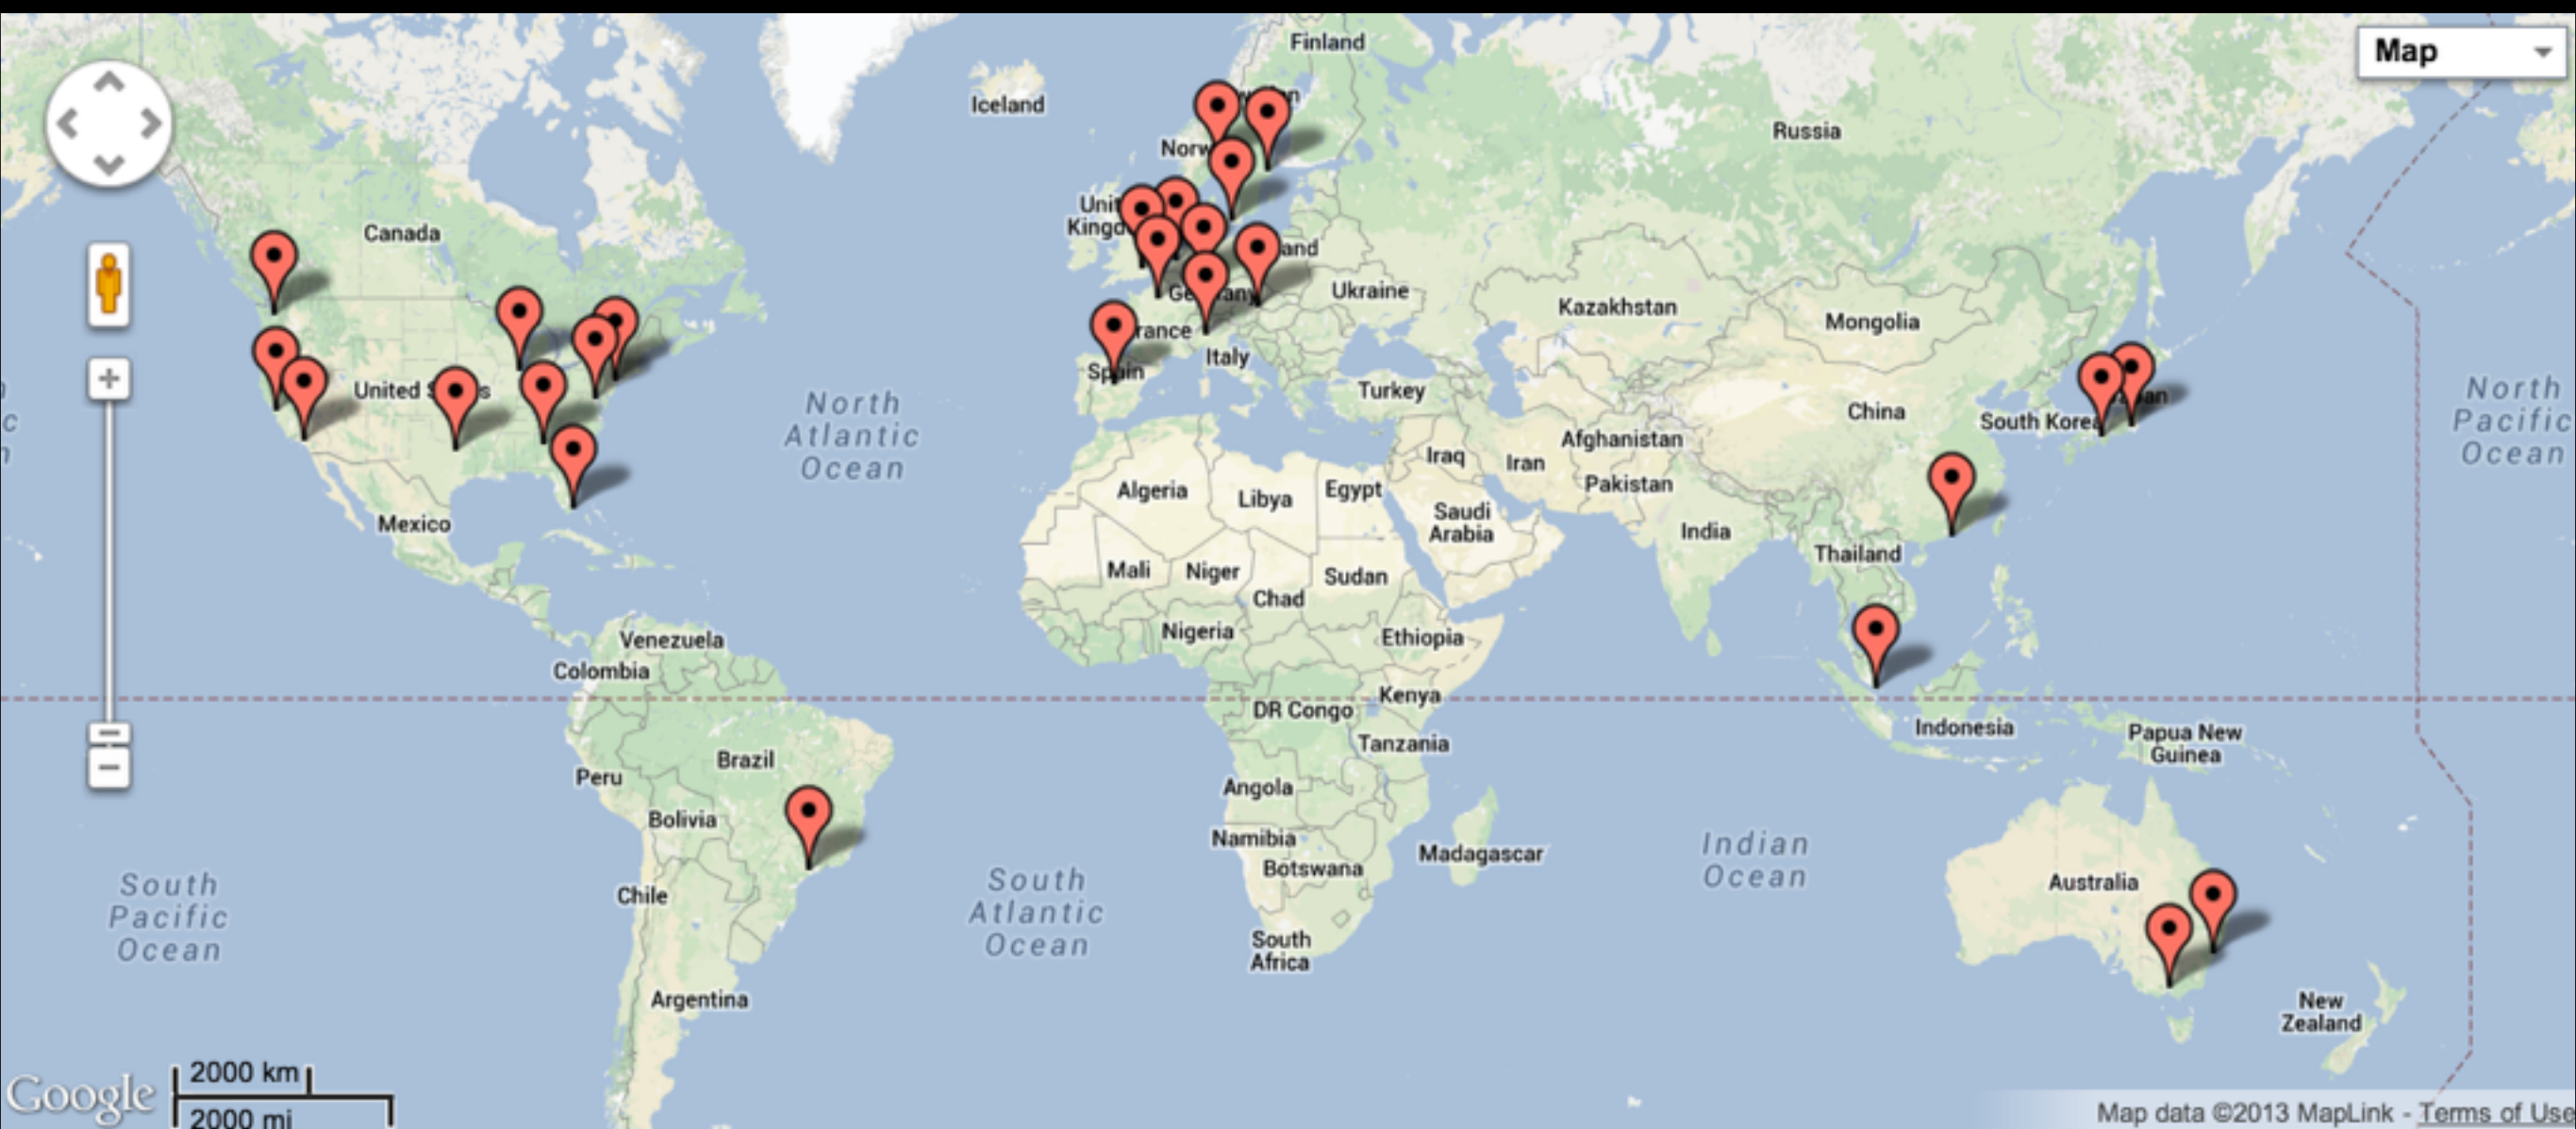 Finland
Map
Iceland
Russia
Norw
Unit
Kingd
Canada
and
Ukraine
Germany
Kazakhstan
Mongolia
rance
Italy
Spain
United S
s
Turkey
North
Atlantic
Ocean
China
South Korea
North
Pacific
Ocean
Afghanistan
Iraq
Iran
Pakistan
Algeria
Libya
Egypt
Saudi
Arabia
India
Mexico
Thailand
Mali
Niger
Sudan
Chad
Nigeria
Ethiopia
Venezuela
Colombia
Kenya
DR Congo
Indonesia
Papua New
Guinea
Tanzania
Brazil
Peru
Angola
Bolivia
Namibia
Madagascar
Botswana
Indian
Ocean
South
Pacific
Ocean
Chile
South
Atlantic
Ocean
Australia
South
Africa
Argentina
New
Zealand
Google
2000 km
2000 mi
Map data ©2013 MapLink - Terms of Use